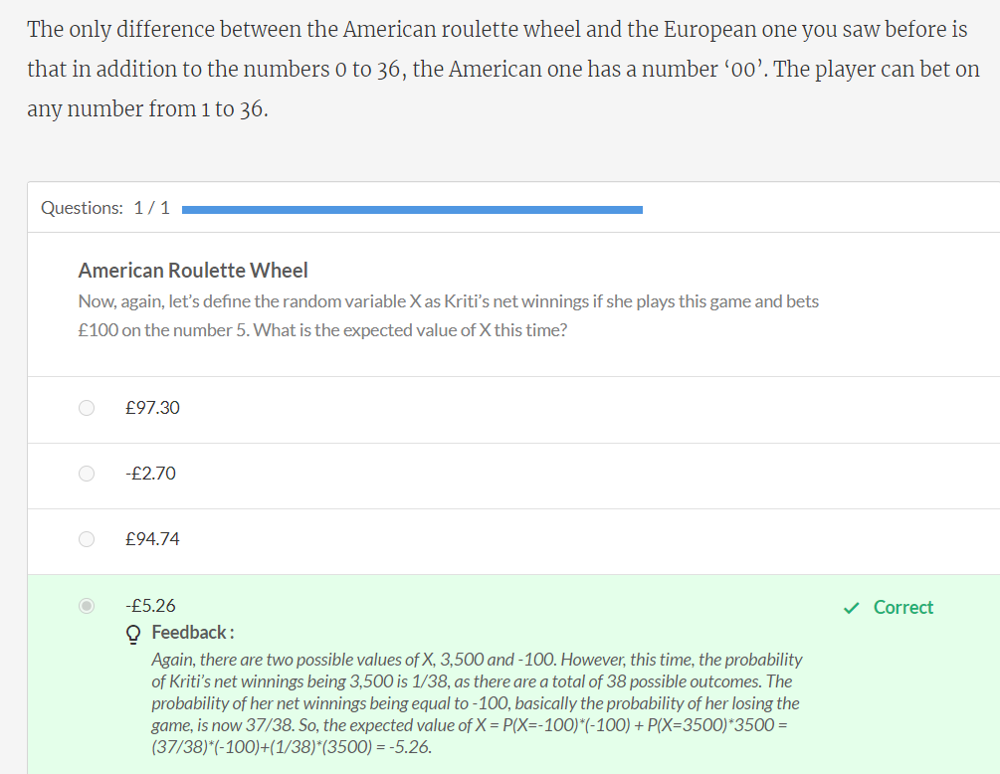 The only difference between the American roulette wheel and the European one you saw before is
that in addition to the numbers 0 to 36, the American one has a number ‘00’. The player can bet on
any number from 1 to 36.
Questions: 1 / 1
American Roulette Wheel
Now, again, let’s define the random variable X as Kriti’s net winnings if she plays this game and bets
£100 on the number 5. What is the expected value of X this time?
£97.30
-£2.70
£94.74
-£5.26
Correct
Feedback :
Again, there are two possible values of X, 3,500 and -100. However, this time, the probability
of Kriti’s net winnings being 3,500 is 1/38, as there are a total of 38 possible outcomes. The
probability of her net winnings being equal to -100, basically the probability of her losing the
game, is now 37/38. So, the expected value of X = P(X=-100)*(-100) + P(X=3500)*3500 =
(37/38)*(-100)+(1/38)*(3500) = -5.26.